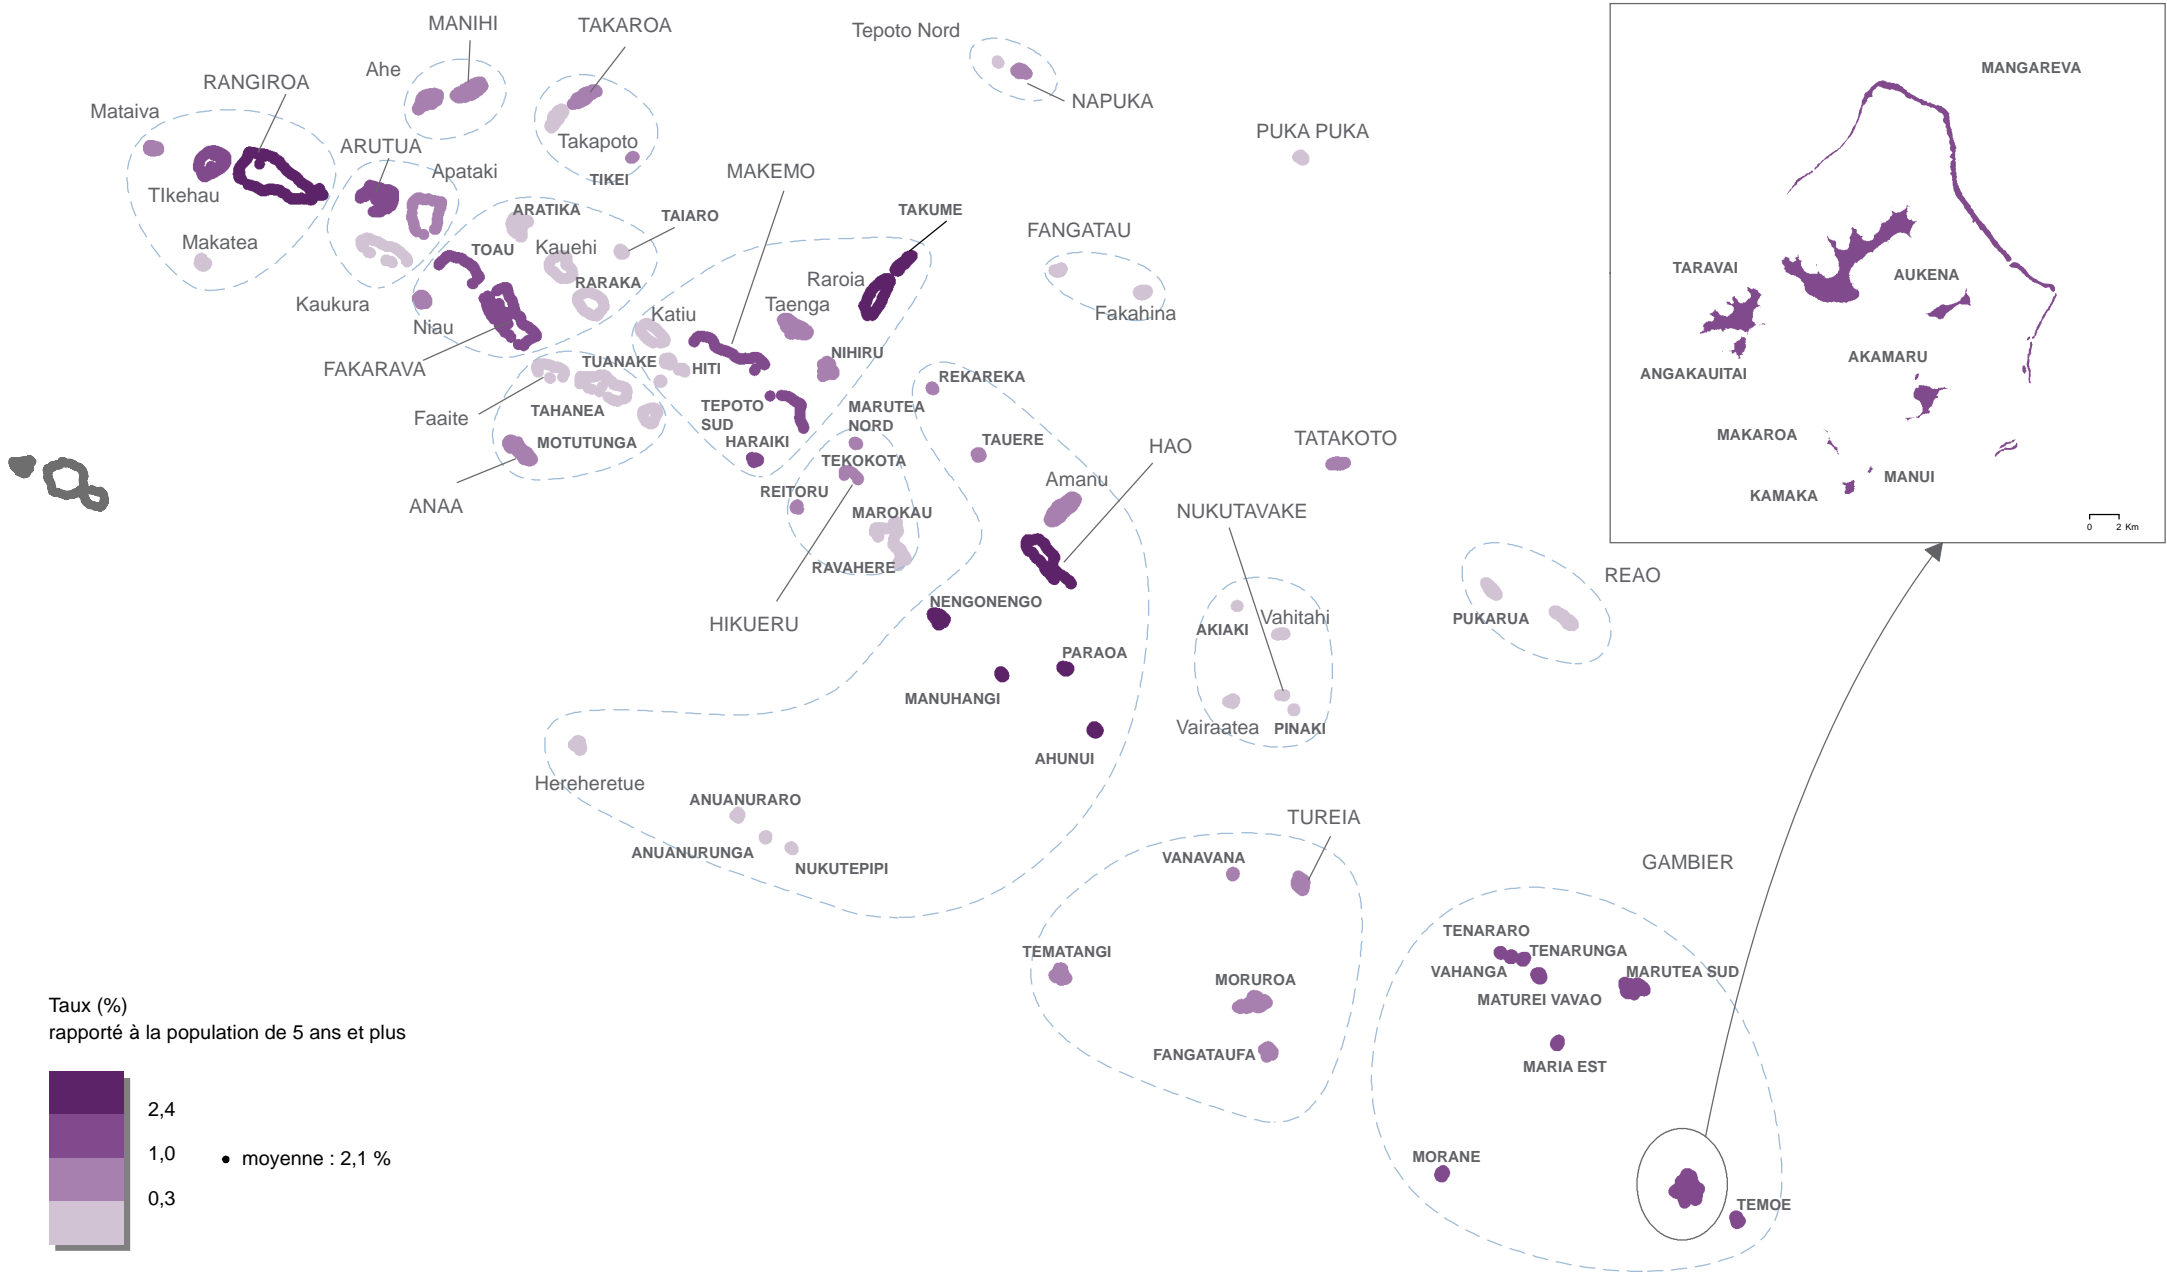 MANIHI
TAKAROA
Tepoto Nord
Ahe
RANGIROA
NAPUKA
MANGAREVA
Mataiva
ARUTUA
Takapoto
PUKA PUKA
Apataki
MAKEMO
TIKEI
TIkehau
ARATIKA
TAIARO
TAKUME
FANGATAU
Makatea
TOAU
Kauehi
RARAKA
Raroia
TARAVAI
AUKENA
Kaukura
Niau
Katiu
Taenga
Fakahina
FAKARAVA
TUANAKE
HITI
NIHIRU
REKAREKA
AKAMARU
ANGAKAUITAI
Faaite
TAHANEA
TEPOTO
SUD
MARUTEA
NORD
MOTUTUNGA
HARAIKI
TAUERE
HAO
TATAKOTO
MAKAROA
TEKOKOTA
ANAA
REITORU
Amanu
MANUI
KAMAKA
MAROKAU
NUKUTAVAKE
0 2 Km
RAVAHERE
REAO
HIKUERU
NENGONENGO
AKIAKI
Vahitahi
PUKARUA
PARAOA
MANUHANGI
Vairaatea
PINAKI
AHUNUI
Hereheretue
ANUANURARO
ANUANURUNGA
NUKUTEPIPI
TUREIA
VANAVANA
GAMBIER
TENARARO
TENARUNGA
TEMATANGI
VAHANGA
MARUTEA SUD
MORUROA
MATUREI VAVAO
FANGATAUFA
MARIA EST
MORANE
TEMOE
Taux (%)
rapporté à la population de 5 ans et plus
2,4
1,0
moyenne : 2,1 %
0,3